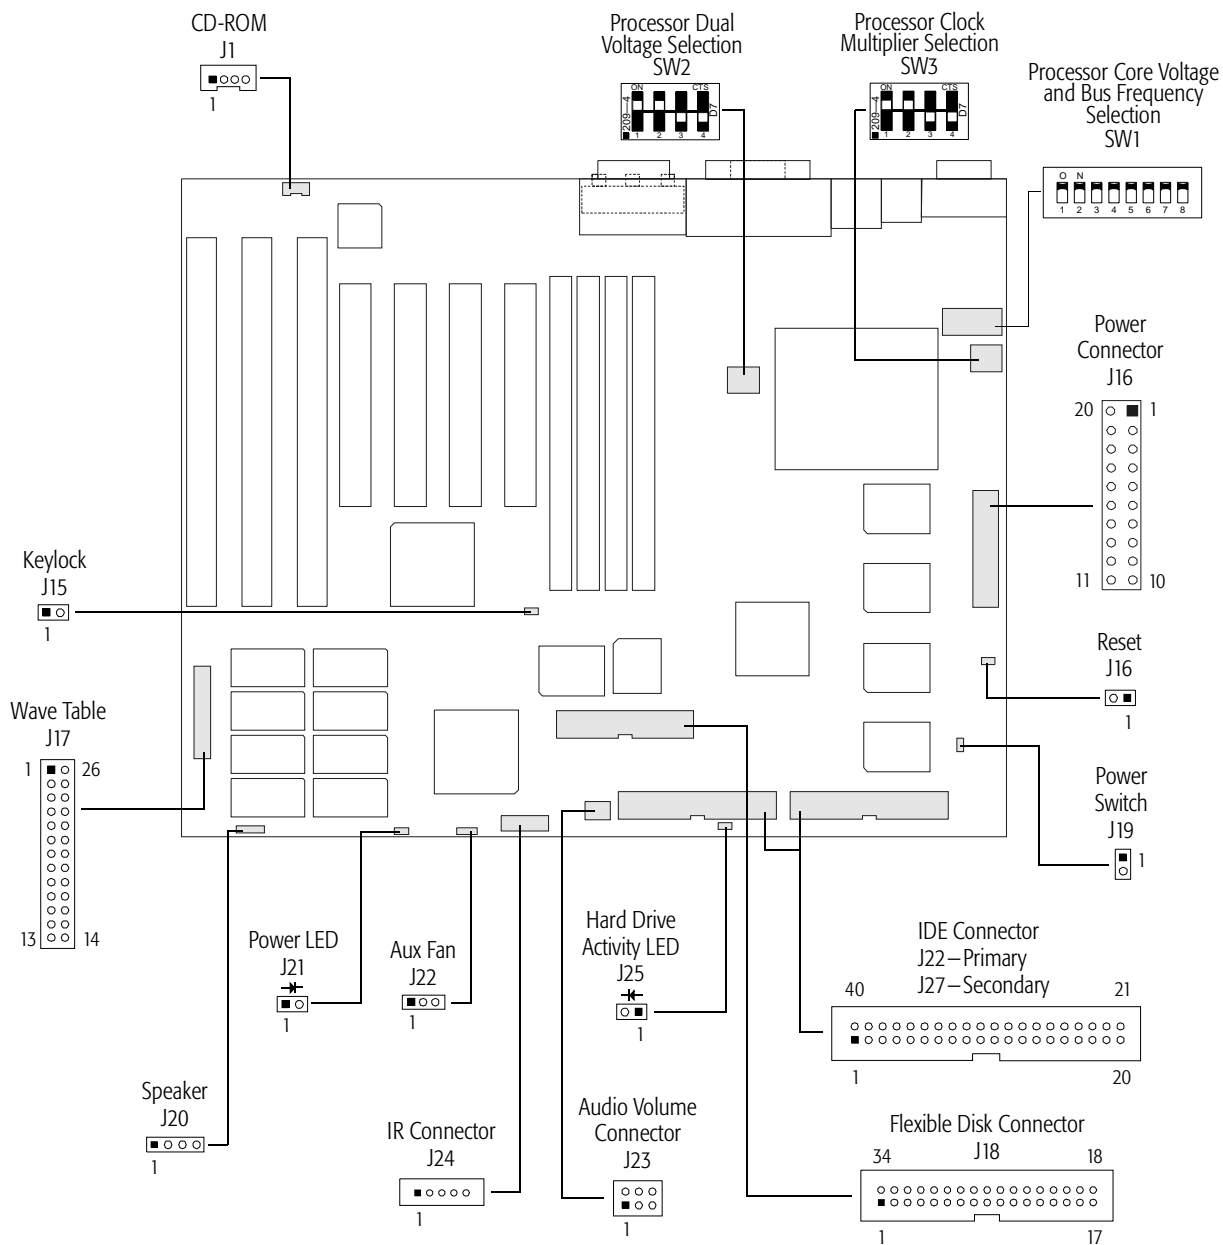 CD-ROM
J1
1
Processor Dual
Voltage Selection
SW2
ON CTS
209–4
D7
1 2 3 4
Processor Clock
Multiplier Selection
SW3
ON CTS
209–4
D7
1 2 3 4
Processor Core Voltage
and Bus Frequency
Selection
SW1
O N
1 2 3 4 5 6 7 8
Power
Connector
J16
20 1
11 10
Keylock
J15
1
Reset
J16
1
Wave Table
J17
1 26
13 14
Power
Switch
J19
1
Power LED
J21
1
Aux Fan
J22
1
Hard Drive
Activity LED
J25
1
IDE Connector
J22–Primary
J27–Secondary
40 21
1 20
Speaker
J20
1
IR Connector
J24
1
Audio Volume
Connector
J23
1
Flexible Disk Connector
J18
34 18
1 17